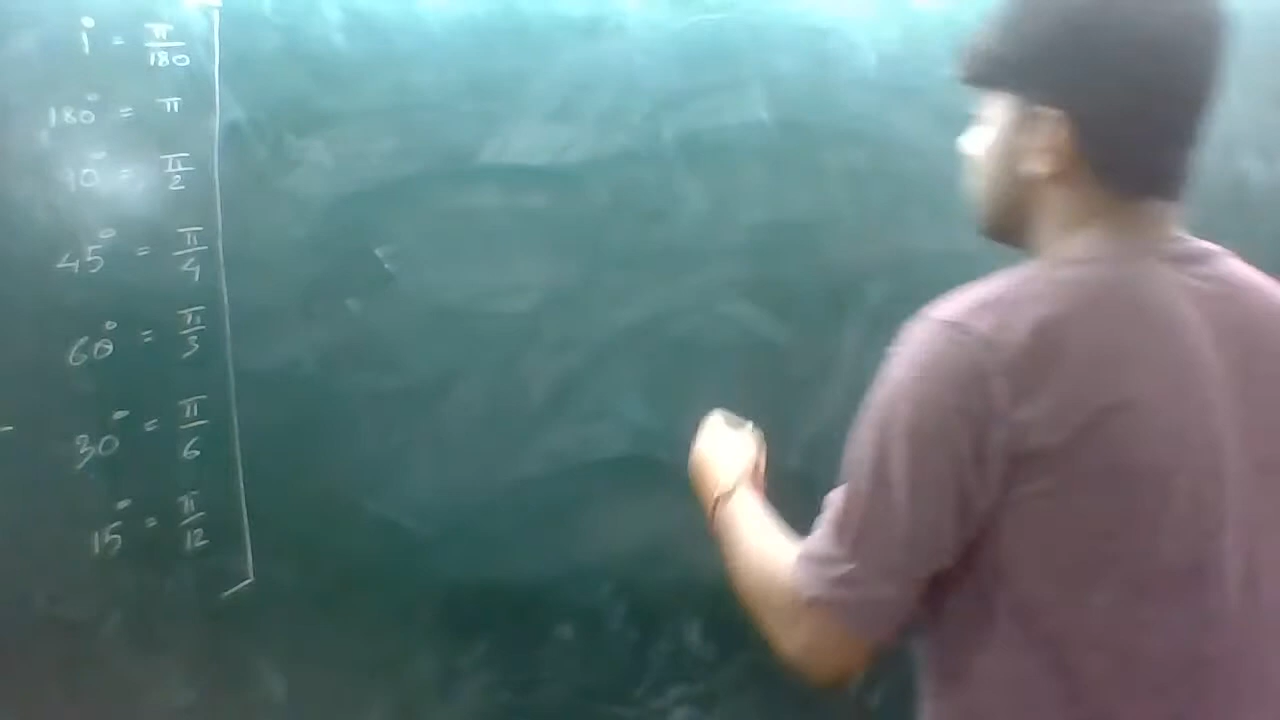 1° = π/180
180° = π
90° = π/2
45° = π/4
60° = π/3
30° = π/6
15° = π/12